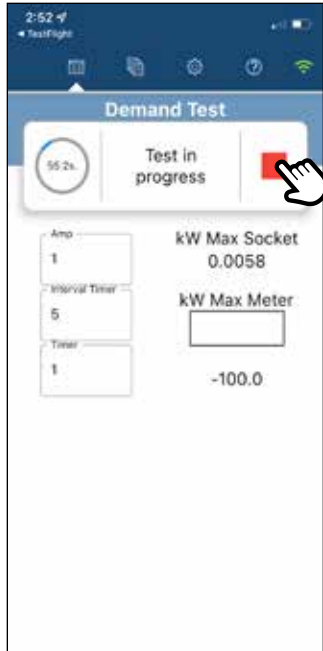 2:52
TestFlight
Demand Test
55.2s.
Test in
progress
Amp
1
kW Max Socket
0.0058
Interval Timer
5
kW Max Meter
Timer
1
-100.0